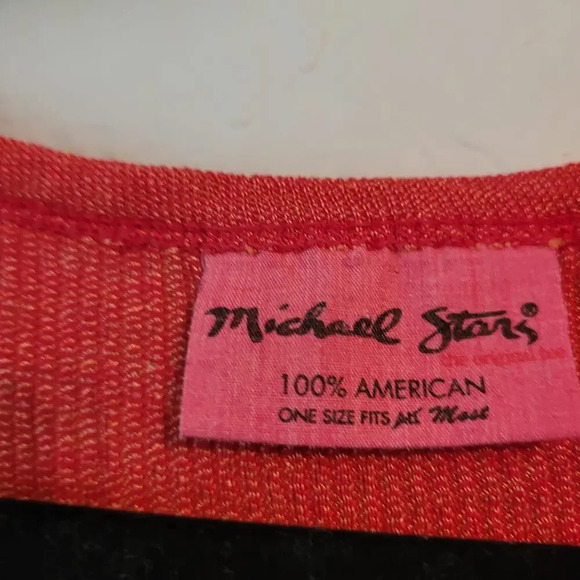 Michael Stars
the original tee
100% AMERICAN
ONE SIZE FITS all Most